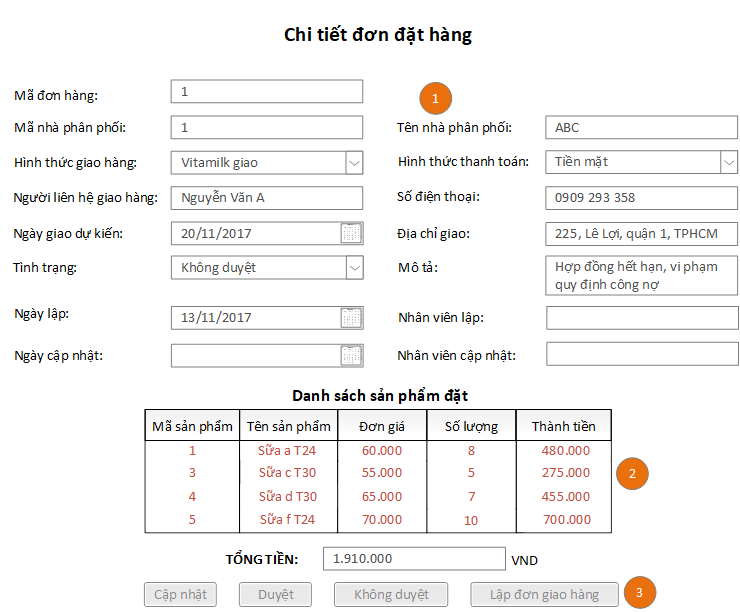 Chi tiết đơn đặt hàng
1
Mã đơn hàng: 1
Mã nhà phân phối: 1 Tên nhà phân phối: ABC
Hình thức giao hàng: Vitamilk giao Hình thức thanh toán: Tiền mặt
Người liên hệ giao hàng: Nguyễn Văn A Số điện thoại: 0909 293 358
Ngày giao dự kiến: 20/11/2017 Địa chỉ giao: 225, Lê Lợi, quận 1, TPHCM
Tình trạng: Không duyệt Mô tả: Hợp đồng hết hạn, vi phạm
quy định công nợ
Ngày lập: 13/11/2017 Nhân viên lập:
Ngày cập nhật: Nhân viên cập nhật:
Danh sách sản phẩm đặt
Mã sản phẩm Tên sản phẩm Đơn giá Số lượng Thành tiền
1 Sữa a T24 60.000 8 480.000
3 Sữa c T30 55.000 5 275.000
2
4 Sữa d T30 65.000 7 455.000
5 Sữa f T24 70.000 10 700.000
TỔNG TIỀN: 1.910.000 VND
Cập nhật Duyệt Không duyệt Lập đơn giao hàng 3